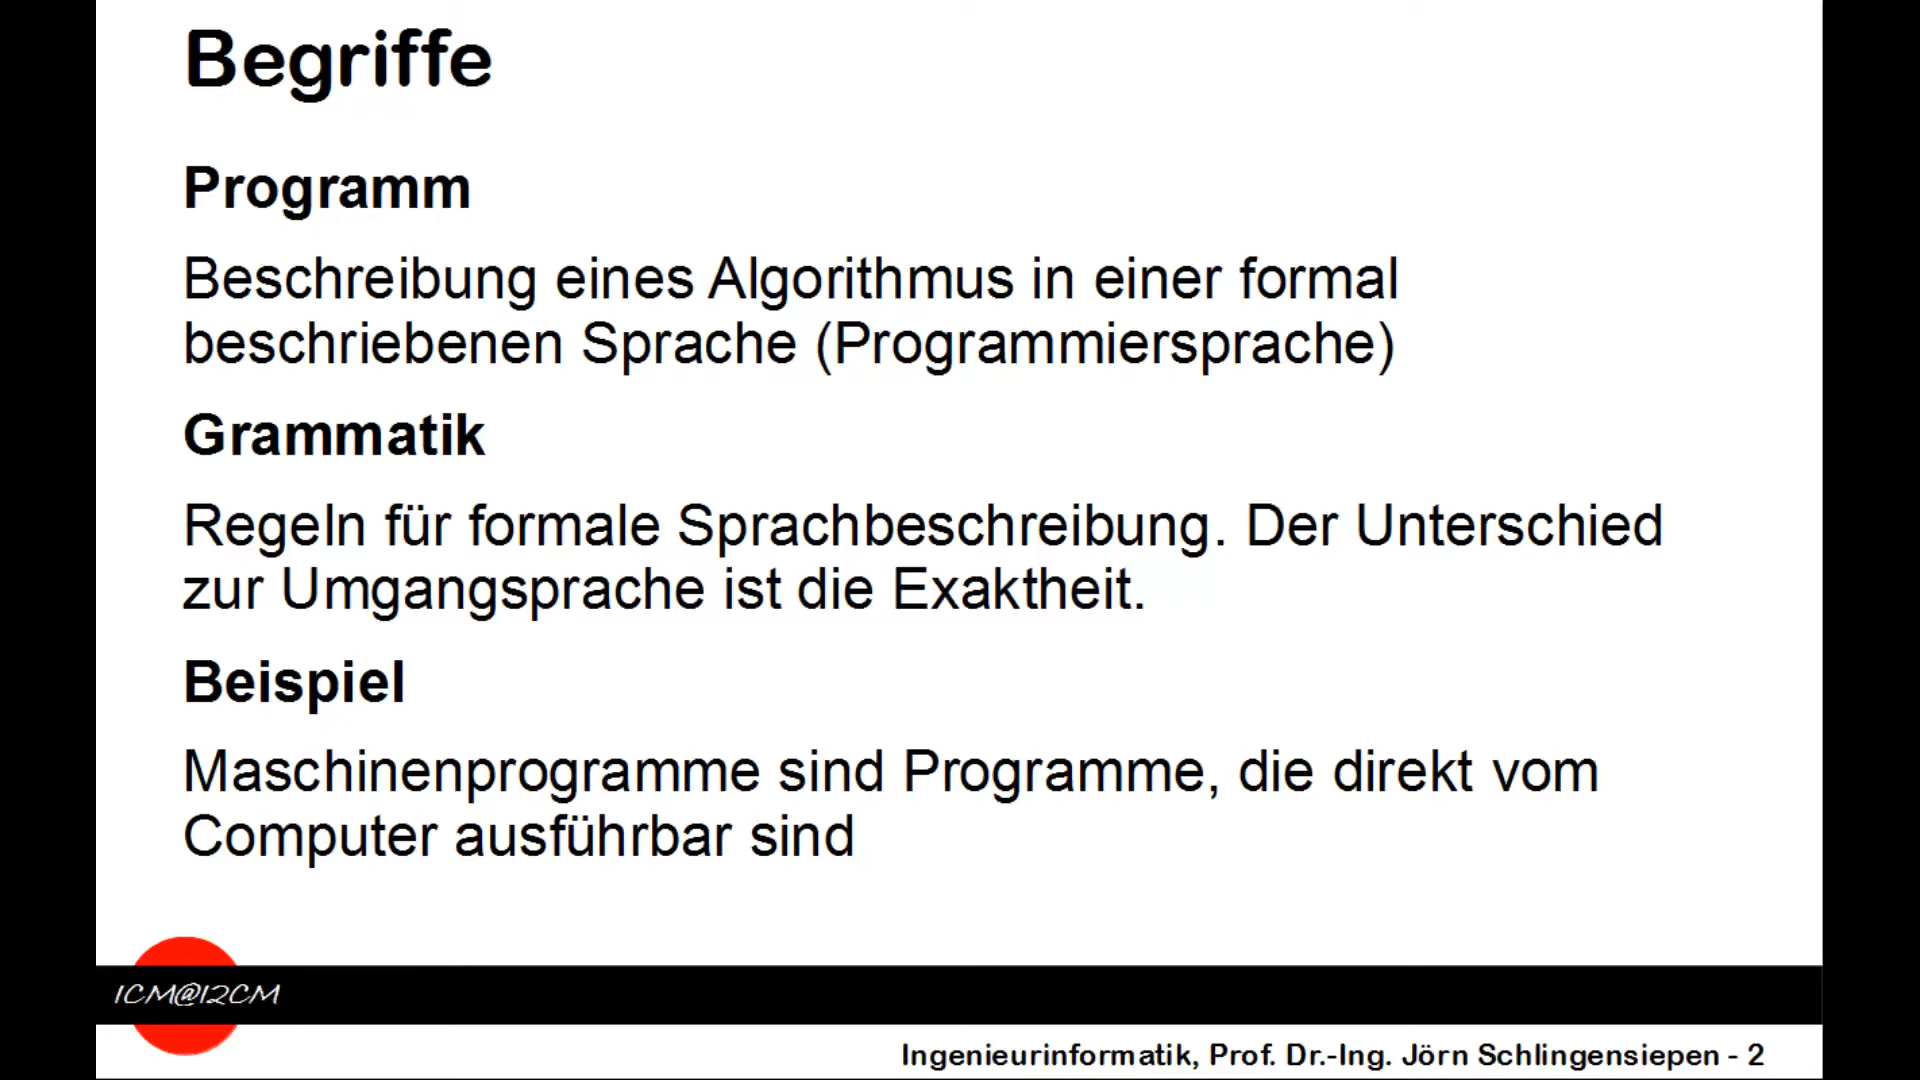 Begriffe
Programm
Beschreibung eines Algorithmus in einer formal
beschriebenen Sprache (Programmiersprache)
Grammatik
Regeln für formale Sprachbeschreibung. Der Unterschied
zur Umgangsprache ist die Exaktheit.
Beispiel
Maschinenprogramme sind Programme, die direkt vom
Computer ausführbar sind
1CM@12CM
Ingenieurinformatik, Prof. Dr.-Ing. Jörn Schlingensiepen - 2